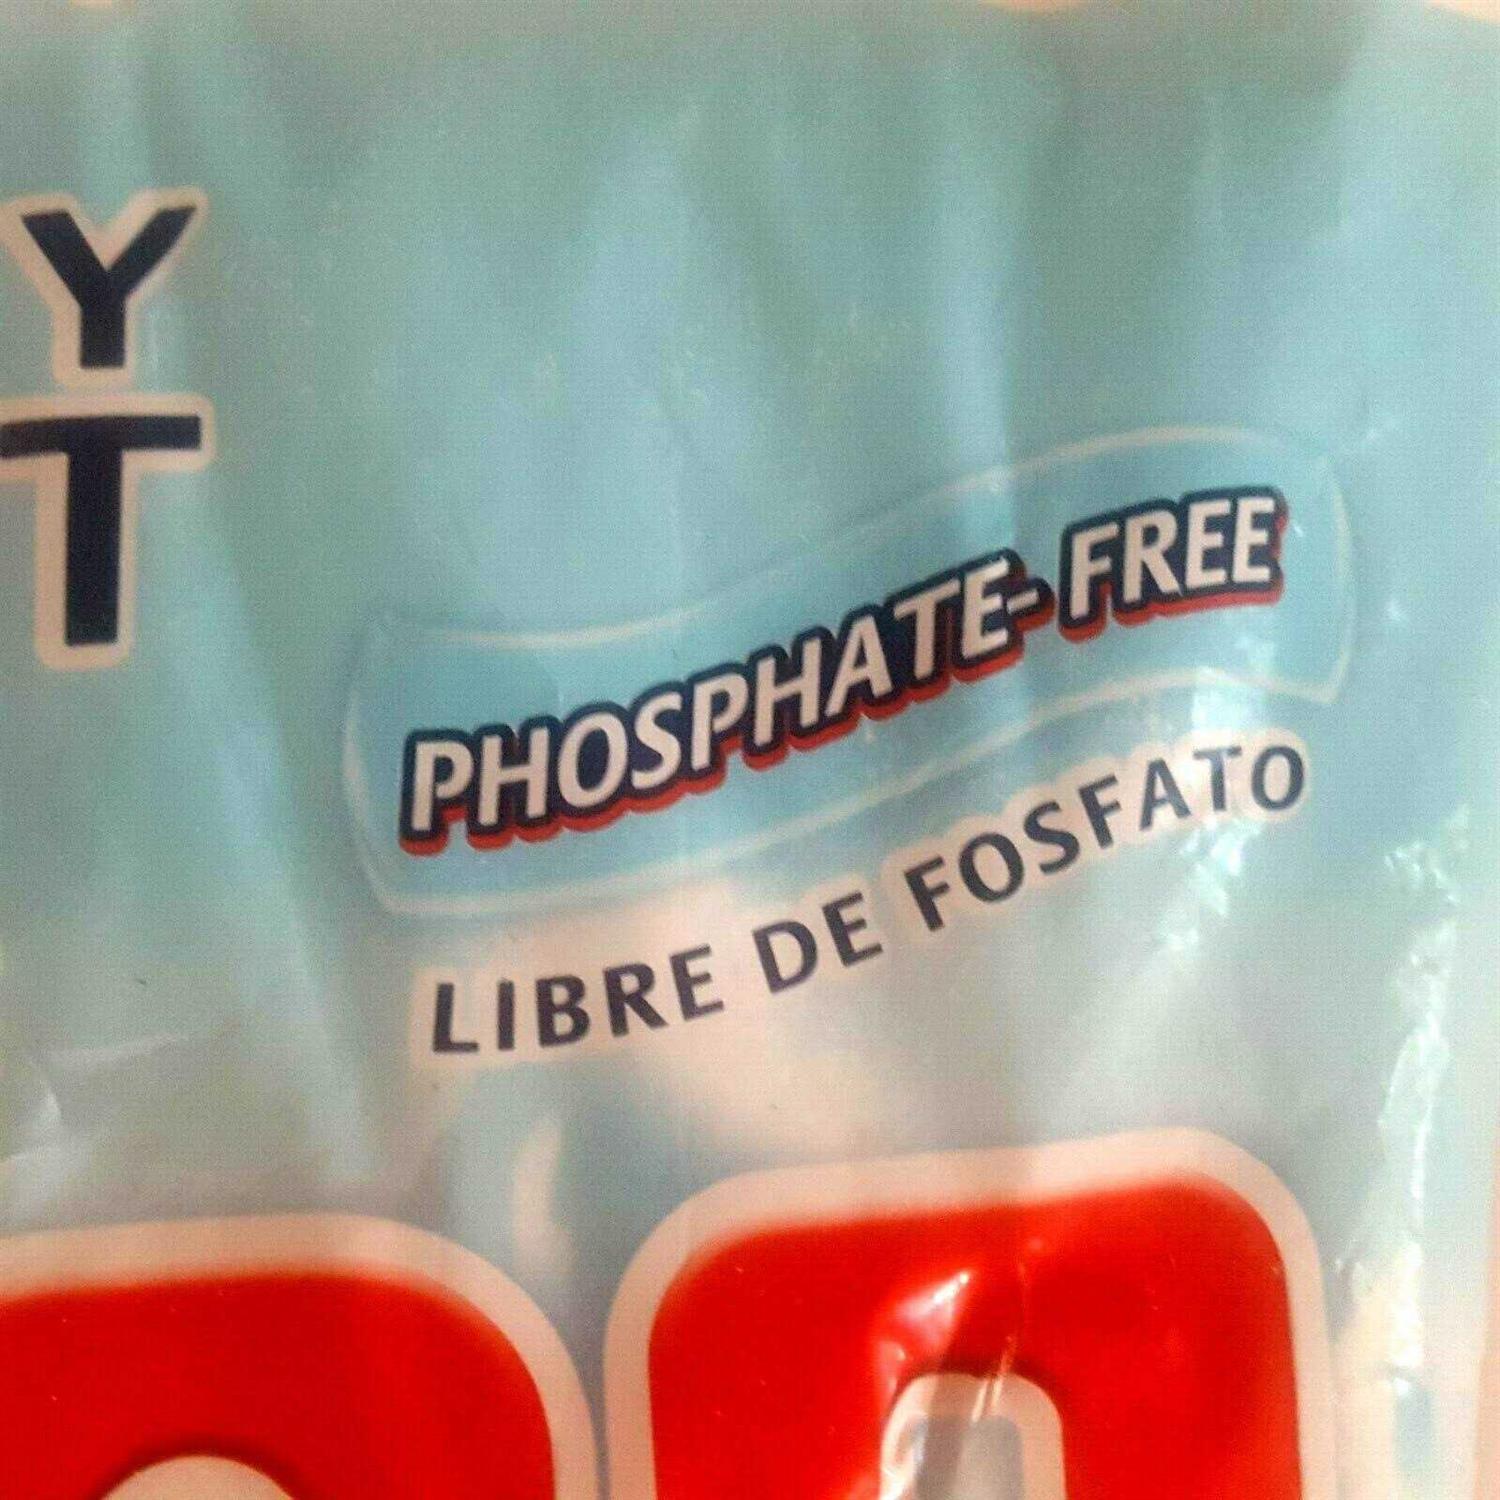 Y
T
PHOSPHATE-FREE
LIBRE DE FOSFATO